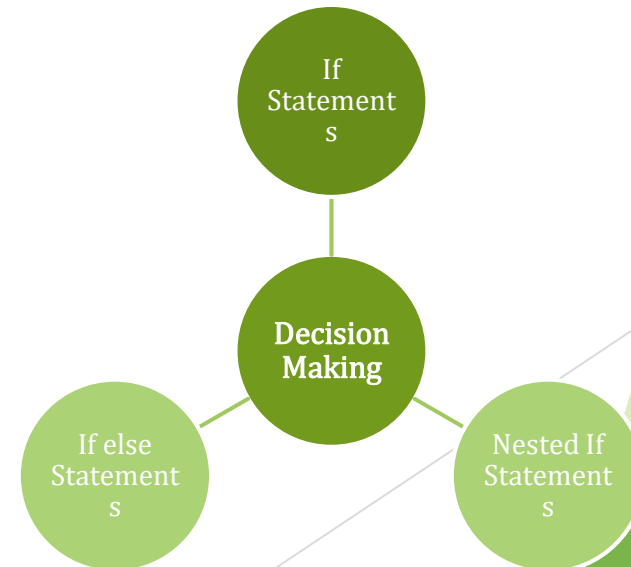 If
Statement
s
Decision
Making
If else
Statement
s
Nested If
Statement
s